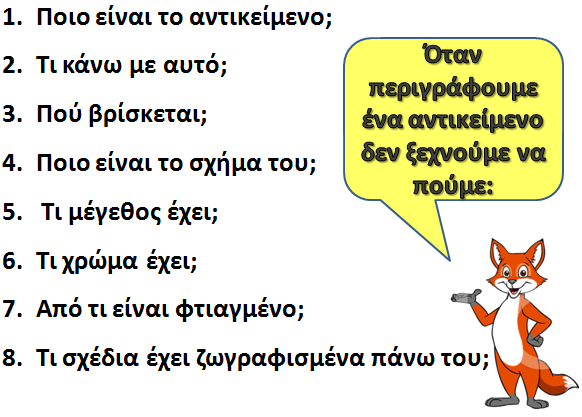 1. Ποιο είναι το αντικείμενο;
2. Τι κάνω με αυτό;
3. Πού βρίσκεται;
4. Ποιο είναι το σχήμα του;
5. Τι μέγεθος έχει;
6. Τι χρώμα έχει;
7. Από τι είναι φτιαγμένο;
8. Τι σχέδια έχει ζωγραφισμένα πάνω του;
Όταν
περιγράφουμε
ένα αντικείμενο
δεν ξεχνούμε να
πούμε: